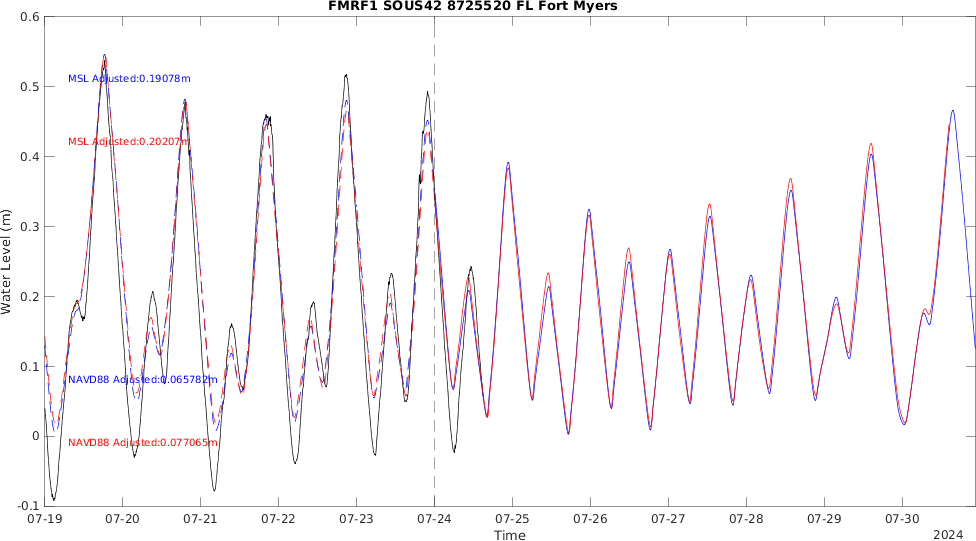 FMRF1 SOUS42 8725520 FL Fort Myers
0.6
0.5
0.4
0.3
0.2
0.1
0
-0.1
Water Level (m)
MSL Adjusted:0.19078m
MSL Adjusted:0.20207m
NAVD88 Adjusted:0.065782m
NAVD88 Adjusted:0.077065m
07-19 07-20 07-21 07-22 07-23 07-24 07-25 07-26 07-27 07-28 07-29 07-30
Time
2024